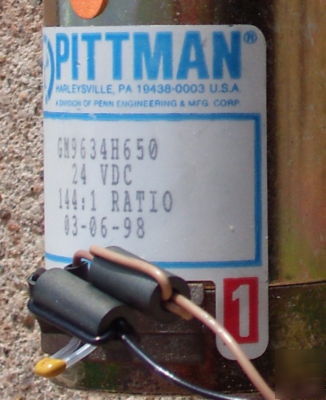 PITTMAN®
HARLEYSVILLE, PA 19438-0003 U.S.A.
A DIVISION OF PENN ENGINEERING & MFG. CORP.
GM9634H650
24 VDC
144:1 RATIO
03-06-98
1